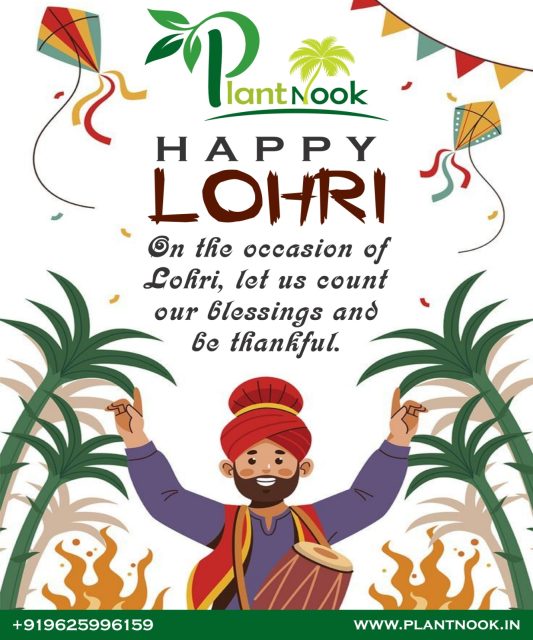 PlantNook
HAPPY
LOHRI
On the occasion of
Lohri, let us count
our blessings and
be thankful.
+919625996159
WWW.PLANTNOOK.IN